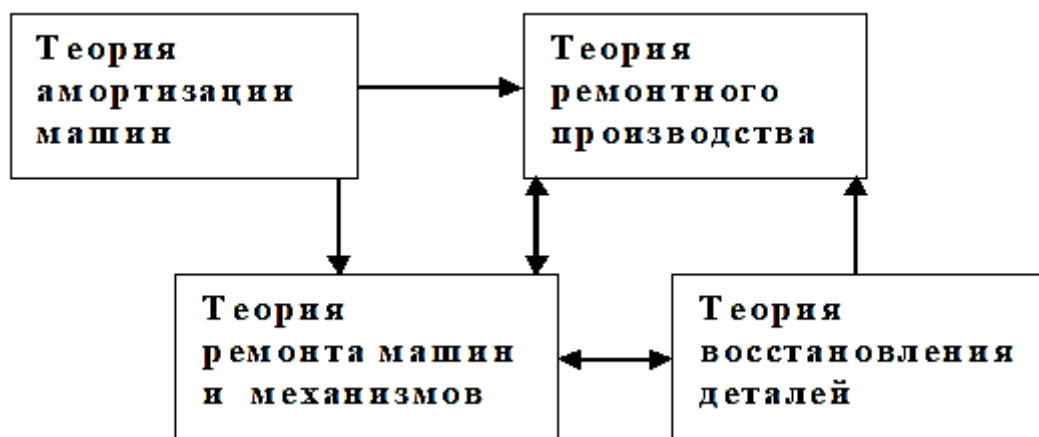 Теория
амортизации
машин
Теория
ремонтного
производства
Теория
ремонта машин
и механизмов
Теория
восстановления
деталей